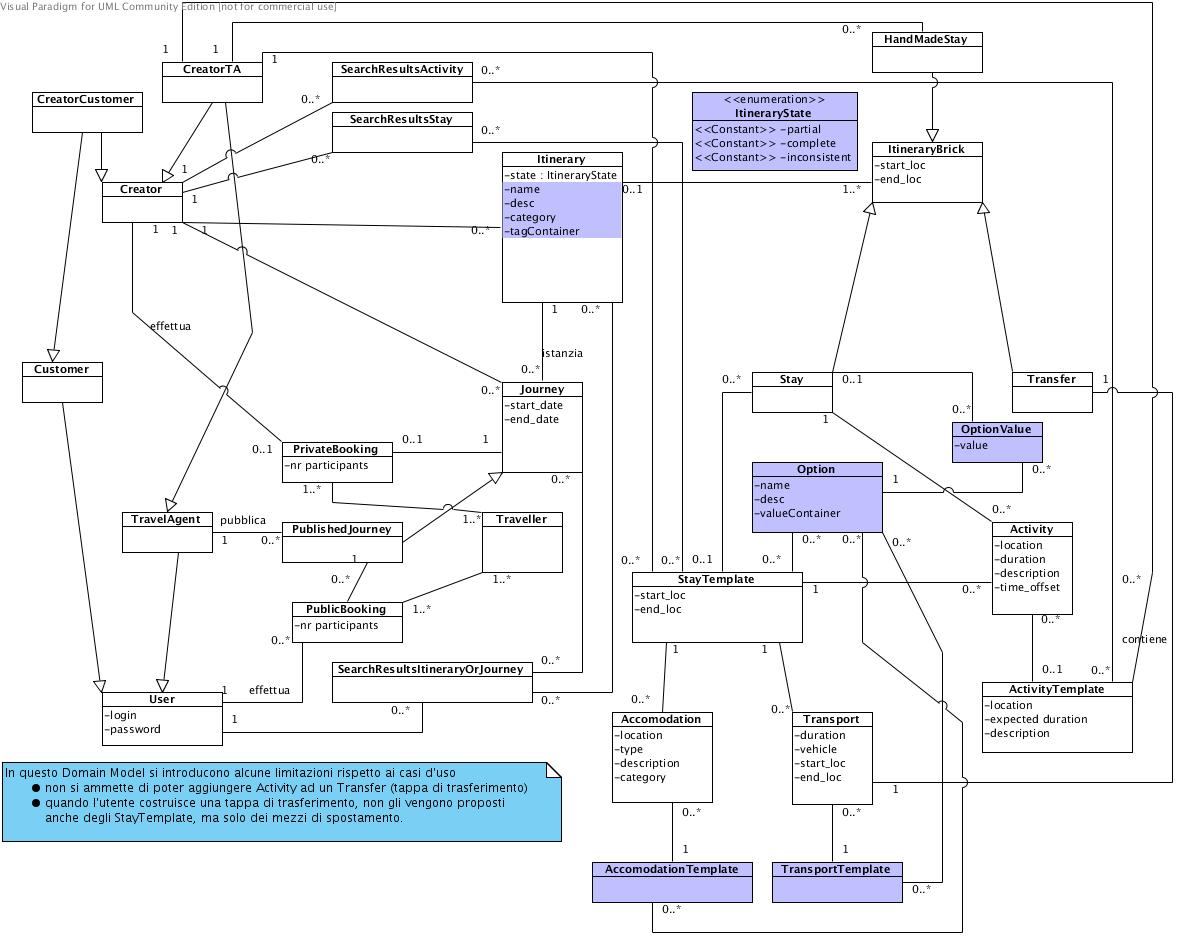 Visual Paradigm for UML Community Edition [not for commercial use]
1
1
1
0..*
HandMadeStay
CreatorTA
SearchResultsActivity
0..*
CreatorCustomer
0..*
SearchResultsStay
0..*
0..*
<<enumeration>>
ItineraryState
<<Constant>> -partial
<<Constant>> -complete
<<Constant>> -inconsistent
ItineraryBrick
-start_loc
-end_loc
Itinerary
-state : ItineraryState
-name
-desc
-category
-tagContainer
0..1
1..*
1
Creator
1
1
1
1
0..*
1
0..*
effettua
istanzia
0..*
Customer
0..*
Journey
-start_date
-end_date
0..*
Stay
0..1
Transfer
1
0..*
OptionValue
-value
0..*
1
PrivateBooking
-nr participants
0..1
0..1
1
1..*
0..*
Option
-name
-desc
-valueContainer
1
0..*
TravelAgent
pubblica
1
0..*
PublishedJourney
1
1..*
Traveller
1..*
0..*
0..*
0..*
Activity
-location
-duration
-description
-time_offset
0..*
0..*
0..1
0..*
StayTemplate
-start_loc
-end_loc
1
0..*
0..*
0..*
PublicBooking
-nr participants
1..*
0..*
0..*
contiene
1
1
SearchResultsItineraryOrJourney
0..*
0..*
0..*
User
-login
-password
1
effettua
1
0..1
0..*
ActivityTemplate
-location
-expected duration
-description
0..*
Accomodation
-location
-type
-description
-category
0..*
Transport
-duration
-vehicle
-start_loc
-end_loc
1
0..*
0..*
1
1
In questo Domain Model si introducono alcune limitazioni rispetto ai casi d'uso
● non si ammette di poter aggiungere Activity ad un Transfer (tappa di trasferimento)
● quando l'utente costruisce una tappa di trasferimento, non gli vengono proposti
anche degli StayTemplate, ma solo dei mezzi di spostamento.
AccomodationTemplate
TransportTemplate
0..*
0..*